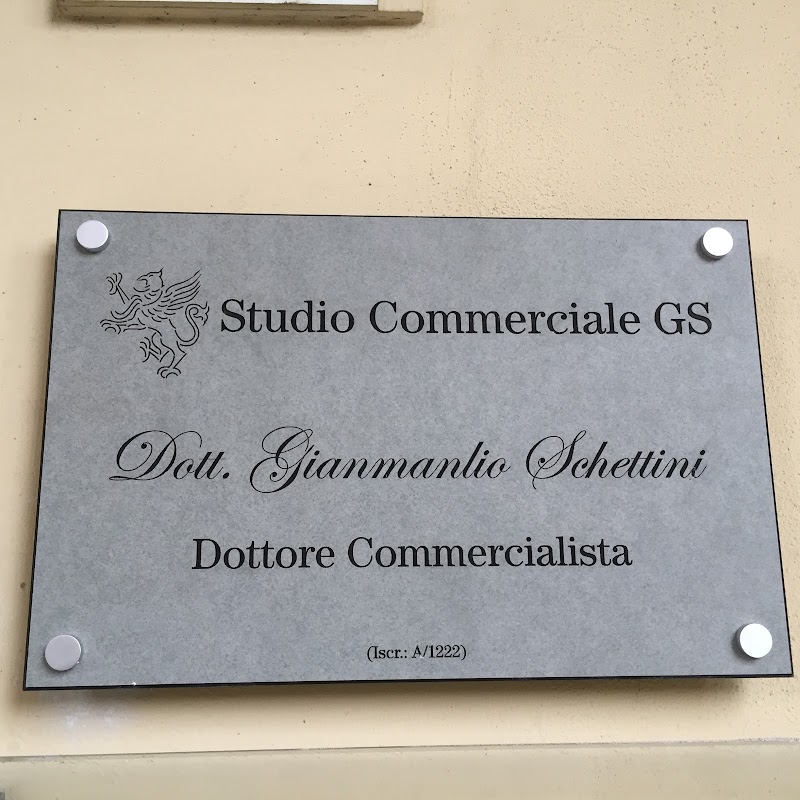 Studio Commerciale GS
Dott. Gianmanlio Schettini
Dottore Commercialista
(Iscr.: A/1222)